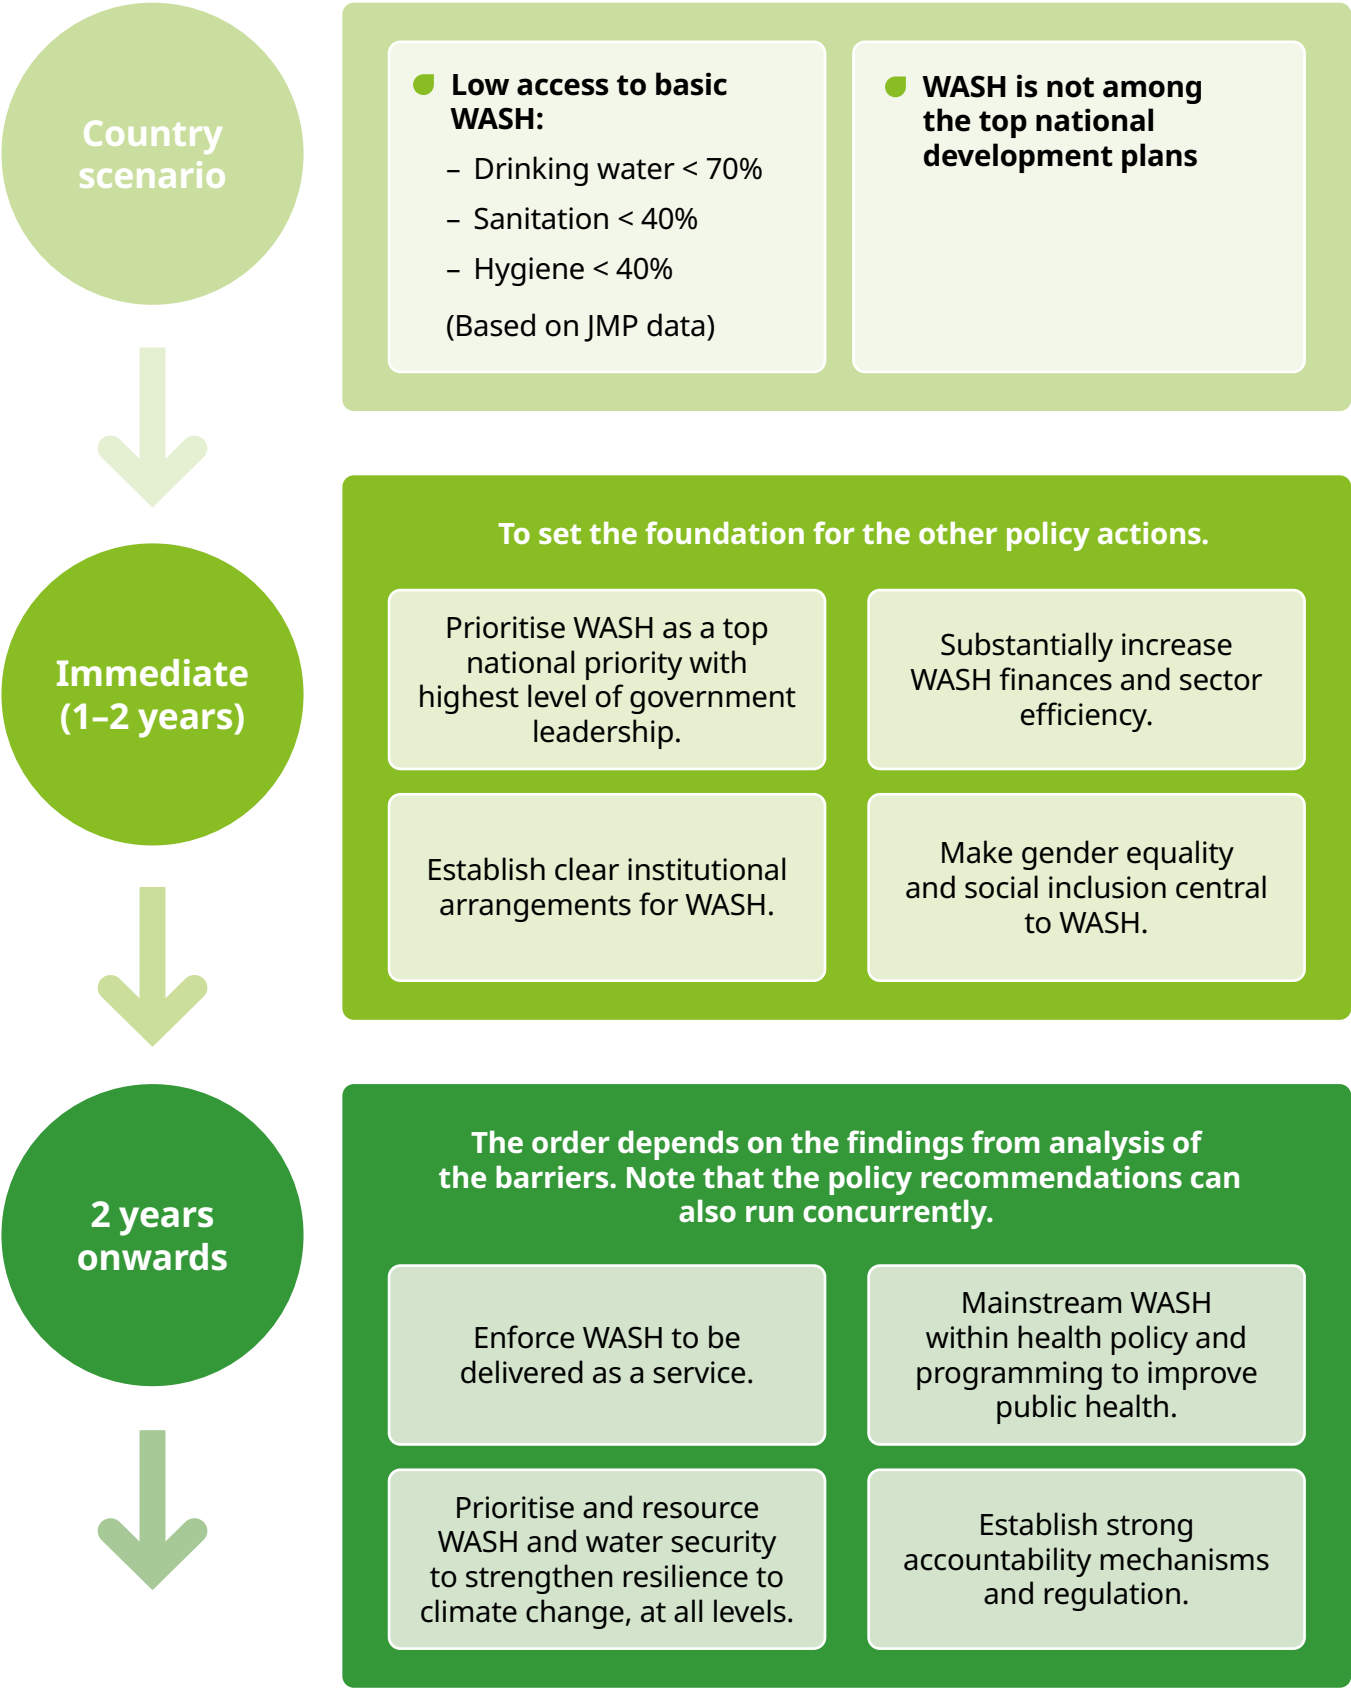 Country
scenario
Low access to basic
WASH:
– Drinking water < 70%
– Sanitation < 40%
– Hygiene < 40%
(Based on JMP data)
WASH is not among
the top national
development plans
Immediate
(1–2 years)
To set the foundation for the other policy actions.
Prioritise WASH as a top
national priority with
highest level of government
leadership.
Substantially increase
WASH finances and sector
efficiency.
Establish clear institutional
arrangements for WASH.
Make gender equality
and social inclusion central
to WASH.
2 years
onwards
The order depends on the findings from analysis of
the barriers. Note that the policy recommendations can
also run concurrently.
Enforce WASH to be
delivered as a service.
Mainstream WASH
within health policy and
programming to improve
public health.
Prioritise and resource
WASH and water security
to strengthen resilience to
climate change, at all levels.
Establish strong
accountability mechanisms
and regulation.